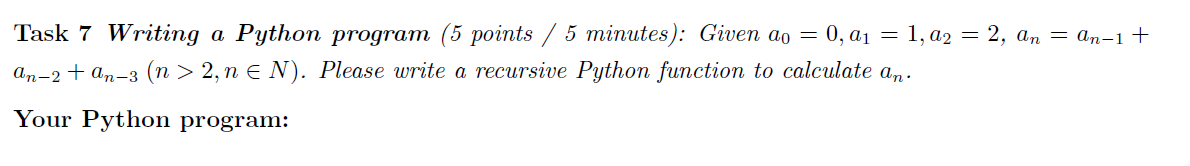 Task 7 Writing a Python program (5 points / 5 minutes): Given a₀ = 0, a₁ = 1, a₂ = 2, aₙ = aₙ₋₁ +
aₙ₋₂ + aₙ₋₃ (n > 2, n ∈ N). Please write a recursive Python function to calculate aₙ.
Your Python program: